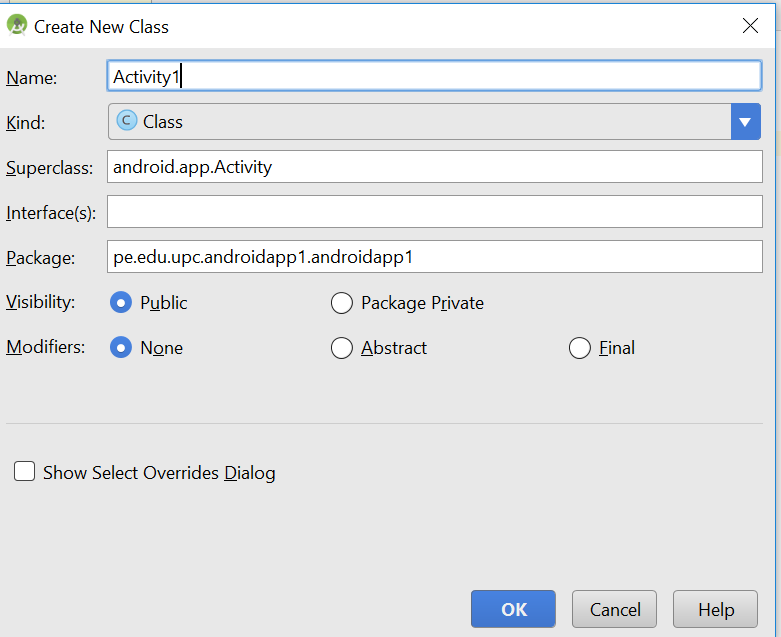 Create New Class
Name: Activity1
Kind: C Class
Superclass: android.app.Activity
Interface(s):
Package: pe.edu.upc.androidapp1.androidapp1
Visibility: Public Package Private
Modifiers: None Abstract Final
Show Select Overrides Dialog
OK Cancel Help